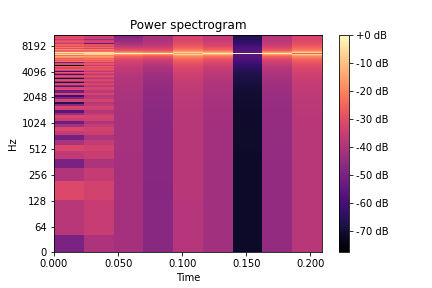 Power spectrogram
Hz
8192
4096
2048
1024
512
256
128
64
0
0.000 0.050 0.100 0.150 0.200
Time
+0 dB
-10 dB
-20 dB
-30 dB
-40 dB
-50 dB
-60 dB
-70 dB